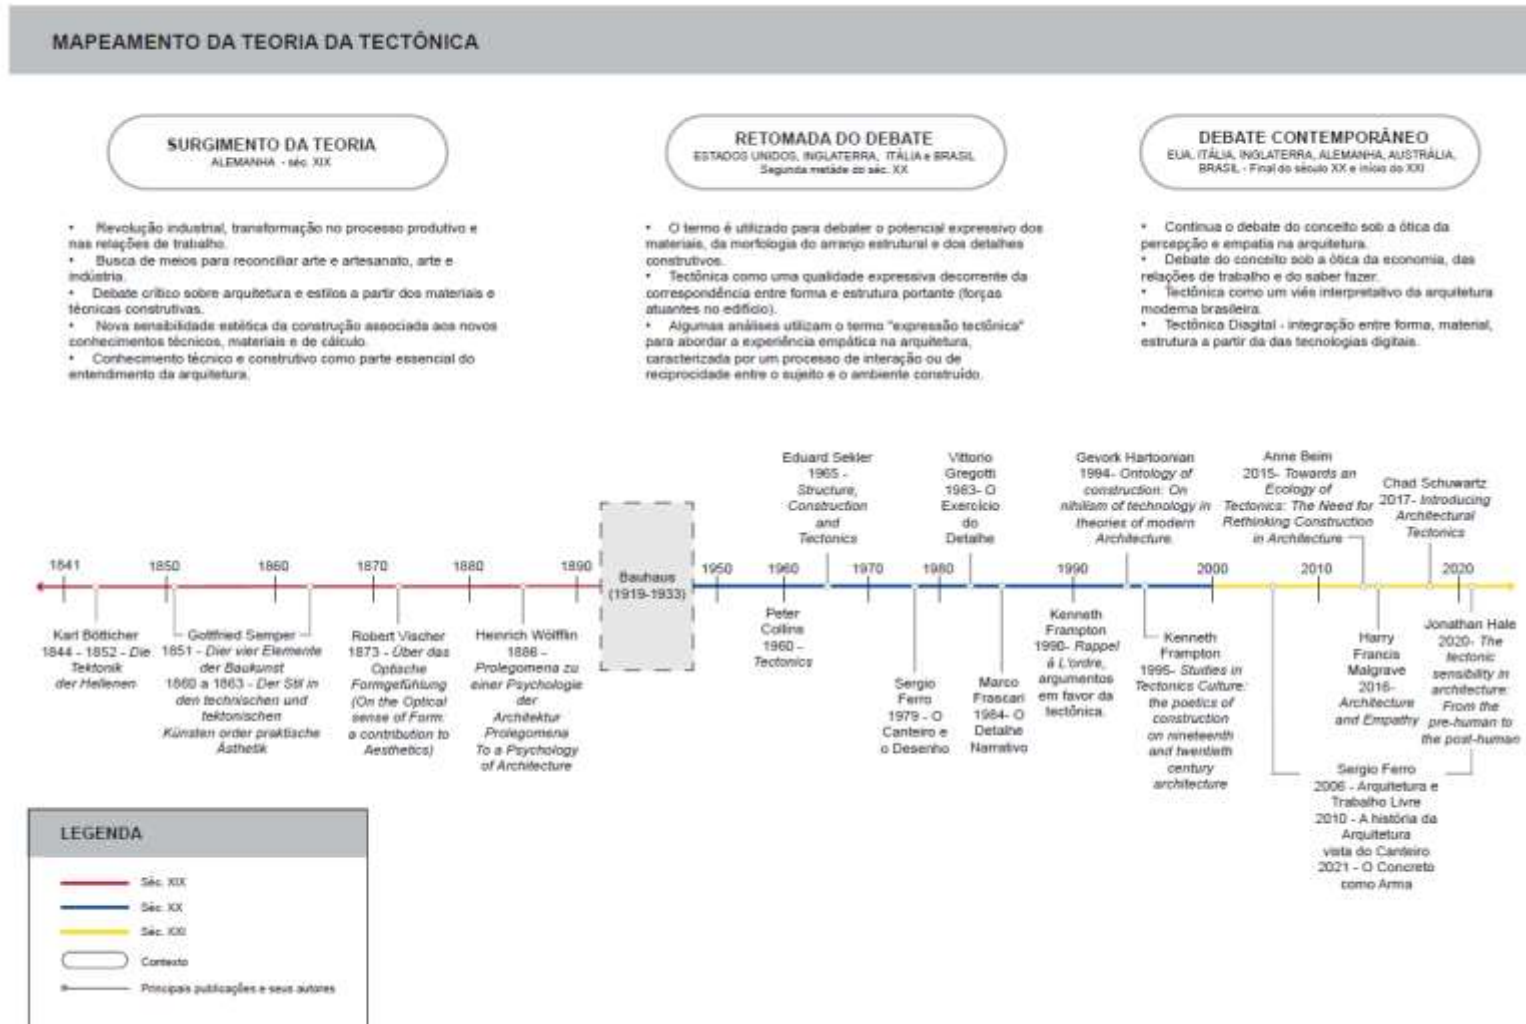 MAPEAMENTO DA TEORIA DA TECTÔNICA
SURGIMENTO DA TEORIA
ALEMANHA - séc. XIX
• Revolução industrial, transformação no processo produtivo e
nas relações de trabalho.
• Busca de meios para reconciliar arte e artesanato, arte e
indústria.
• Debate crítico sobre arquitetura e estilos a partir dos materiais e
técnicas construtivas.
• Nova sensibilidade estética da construção associada aos novos
conhecimentos técnicos, materiais e de cálculo.
• Conhecimento técnico e construtivo como parte essencial do
entendimento da arquitetura.
RETOMADA DO DEBATE
ESTADOS UNIDOS, INGLATERRA, ITÁLIA e BRASIL
Segunda metade do séc. XX
• O termo é utilizado para debater o potencial expressivo dos
materiais, da morfologia do arranjo estrutural e dos detalhes
construtivos.
• Tectônica como uma qualidade expressiva decorrente da
correspondência entre forma e estrutura portante (forças
atuantes no edifício).
• Algumas análises utilizam o termo "expressão tectônica"
para abordar a experiência empática na arquitetura,
caracterizada por um processo de interação ou de
reciprocidade entre o sujeito e o ambiente construído.
DEBATE CONTEMPORÂNEO
EUA, ITÁLIA, INGLATERRA, ALEMANHA, AUSTRÁLIA,
BRASIL - Final do século XX e início do XXI
• Continua o debate do conceito sob a ótica da
percepção e empatia na arquitetura.
• Debate do conceito sob a ótica da economia, das
relações de trabalho e do saber fazer.
• Tectônica como um viés interpretativo da arquitetura
moderna brasileira.
• Tectônica Diagital - integração entre forma, material,
estrutura a partir da das tecnologias digitais.
Eduard Sekler
1965 -
Structure,
Construction
and
Tectonics
Vittorio
Gregotti
1983- O
Exercício
do
Detalhe
Gevork Hartoonian
1994- Ontology of
construction: On
nihilism of technology in
theories of modern
Architecture.
Anne Beim
2015- Towards an
Ecology of
Tectonics: The Need for
Rethinking Construction
in Architecture
Chad Schuwartz
2017- Introducing
Architectural
Tectonics
1841
1850
1860
1870
1880
1890
Bauhaus
(1919-1933)
1950
1960
1970
1980
1990
2000
2010
2020
Karl Bötticher
1844 - 1852 - Die
Tektonik
der Hellenen
Gottfried Semper
1851 - Dier vier Elemente
der Baukunst
1860 a 1863 - Der Stil in
den technischen und
tektonischen
Künsten order praktische
Ästhetik
Robert Vischer
1873 - Über das
Optische
Formgefühlung
(On the Optical
sense of Form:
a contribution to
Aesthetics)
Heinrich Wölfflin
1886 -
Prolegomena zu
einer Psychologie
der
Architektur
Prolegomena
To a Psychology
of Architecture
Peter
Collins
1960 -
Tectonics
Sergio
Ferro
1979 - O
Canteiro e
o Desenho
Marco
Frascari
1984- O
Detalhe
Narrativo
Kenneth
Frampton
1990- Rappel
à L'ordre,
argumentos
em favor da
tectônica.
Kenneth
Frampton
1995- Studies in
Tectonics Culture:
the poetics of
construction
on nineteenth
and twentieth
century
architecture
Harry
Francis
Malgrave
2016-
Architecture
and Empathy
Jonathan Hale
2020- The
tectonic
sensibility in
architecture:
From the
pre-human to
the post-human
Sergio Ferro
2006 - Arquitetura e
Trabalho Livre
2010 - A história da
Arquitetura
vista do Canteiro
2021 - O Concreto
como Arma
LEGENDA
Séc. XIX
Séc. XX
Séc. XXI
Contexto
Principais publicações e seus autores